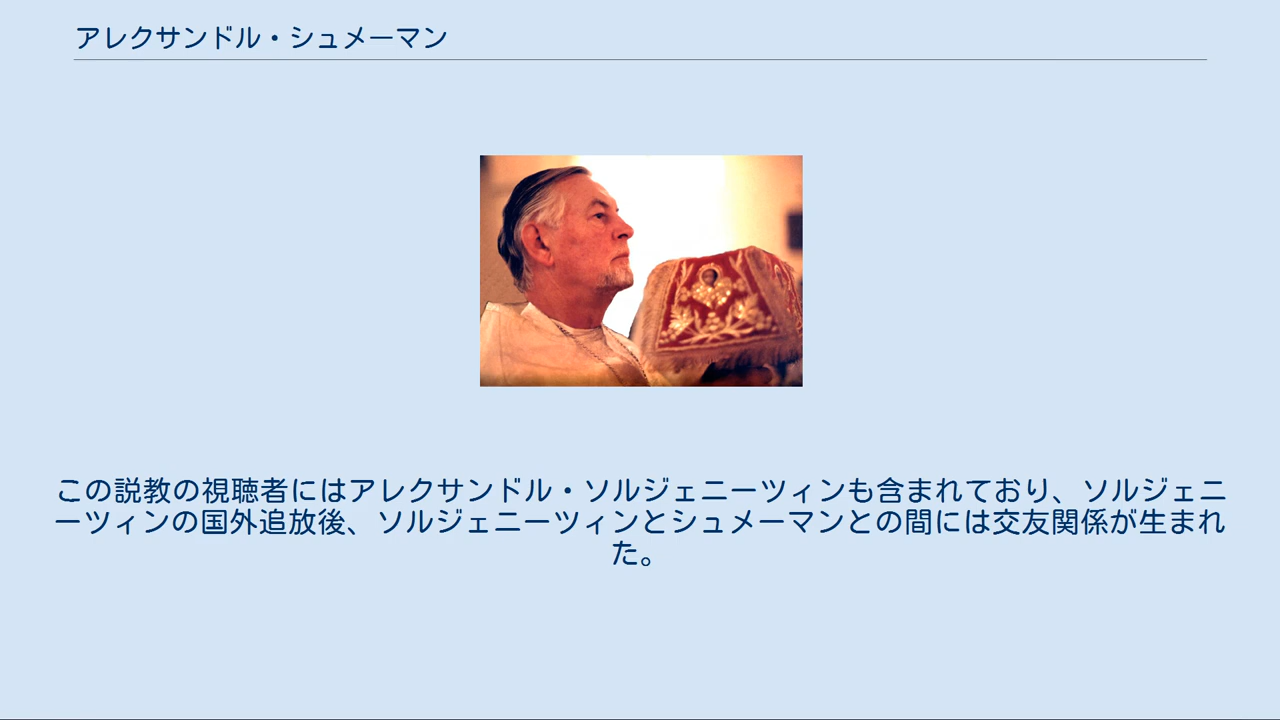 アレクサンドル・シュメーマン
この説教の視聴者にはアレクサンドル・ソルジェニーツィンも含まれており、ソルジェニ
ーツィンの国外追放後、ソルジェニーツィンとシュメーマンとの間には交友関係が生まれ
た。